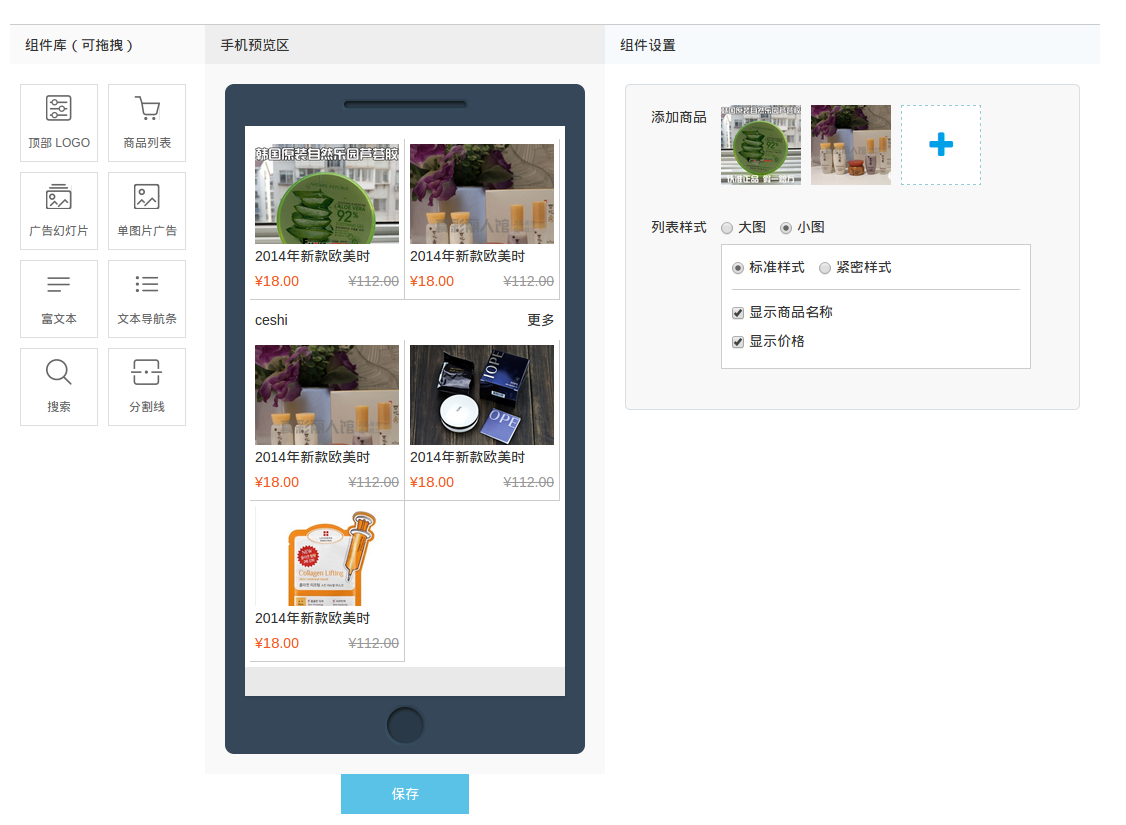 组件库（可拖拽）
手机预览区
组件设置
顶部 LOGO
商品列表
广告幻灯片
单图片广告
富文本
文本导航条
搜索
分割线
韩国原装自然乐园芦荟胶
92%
2014年新款欧美时
¥18.00
¥112.00
2014年新款欧美时
¥18.00
¥112.00
ceshi
更多
IOPE
OPE
2014年新款欧美时
¥18.00
¥112.00
2014年新款欧美时
¥18.00
¥112.00
NEW
Collagen Lifting
2014年新款欧美时
¥18.00
¥112.00
保存
添加商品
列表样式
大图
小图
标准样式
紧密样式
显示商品名称
显示价格